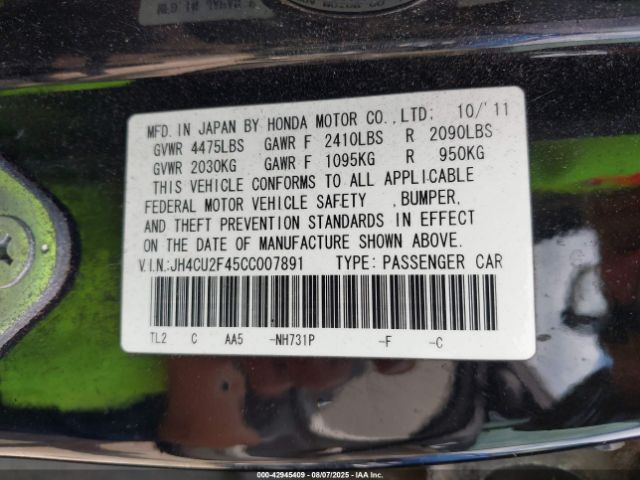 MFD. IN JAPAN BY HONDA MOTOR CO.,LTD: 10/'11
GVWR 4475LBS GAWR F 2410LBS R 2090LBS
GVWR 2030KG GAWR F 1095KG R 950KG
THIS VEHICLE CONFORMS TO ALL APPLICABLE
FEDERAL MOTOR VEHICLE SAFETY ,BUMPER,
AND THEFT PREVENTION STANDARDS IN EFFECT
ON THE DATE OF MANUFACTURE SHOWN ABOVE.
V.I.N.:JH4CU2F45CC007891 TYPE: PASSENGER CAR
TL2 C AA5 -NH731P -F -C
000-42945409 08/07/2025 Copyright IAA, LLC.